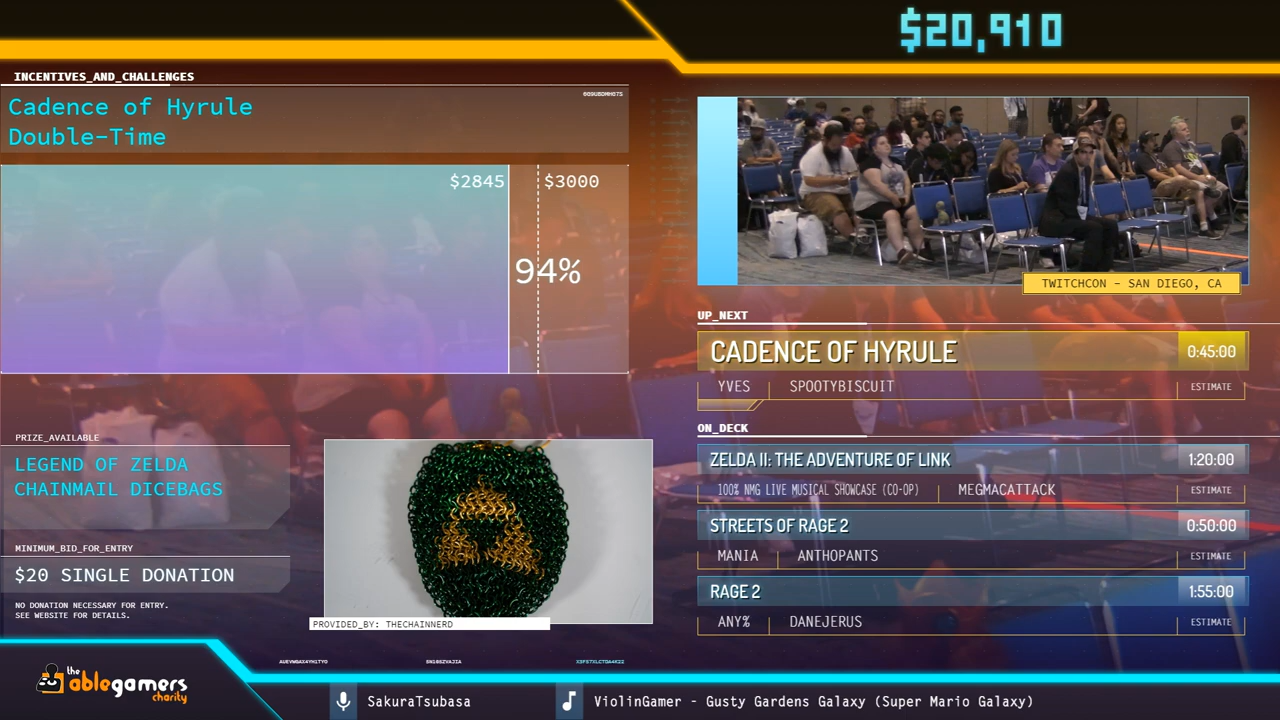 $20,910
INCENTIVES_AND_CHALLENGES
Cadence of Hyrule
Double-Time
$2845
$3000
94%
TWITCHCON - SAN DIEGO, CA
UP_NEXT
CADENCE OF HYRULE
0:45:00
YVES
SPOOTYBISCUIT
ESTIMATE
ON_DECK
ZELDA II: THE ADVENTURE OF LINK
1:20:00
100% NMG LIVE MUSICAL SHOWCASE (CO-OP)
MEGMACATTACK
ESTIMATE
STREETS OF RAGE 2
0:50:00
MANIA
ANTHOPANTS
ESTIMATE
RAGE 2
1:55:00
ANY%
DANEJERUS
ESTIMATE
PRIZE_AVAILABLE
LEGEND OF ZELDA
CHAINMAIL DICEBAGS
MINIMUM_BID_FOR_ENTRY
$20 SINGLE DONATION
NO DONATION NECESSARY FOR ENTRY.
SEE WEBSITE FOR DETAILS.
PROVIDED_BY: THECHAINNERD
the
ablegamers
charity
SakuraTsubasa
ViolinGamer - Gusty Gardens Galaxy (Super Mario Galaxy)